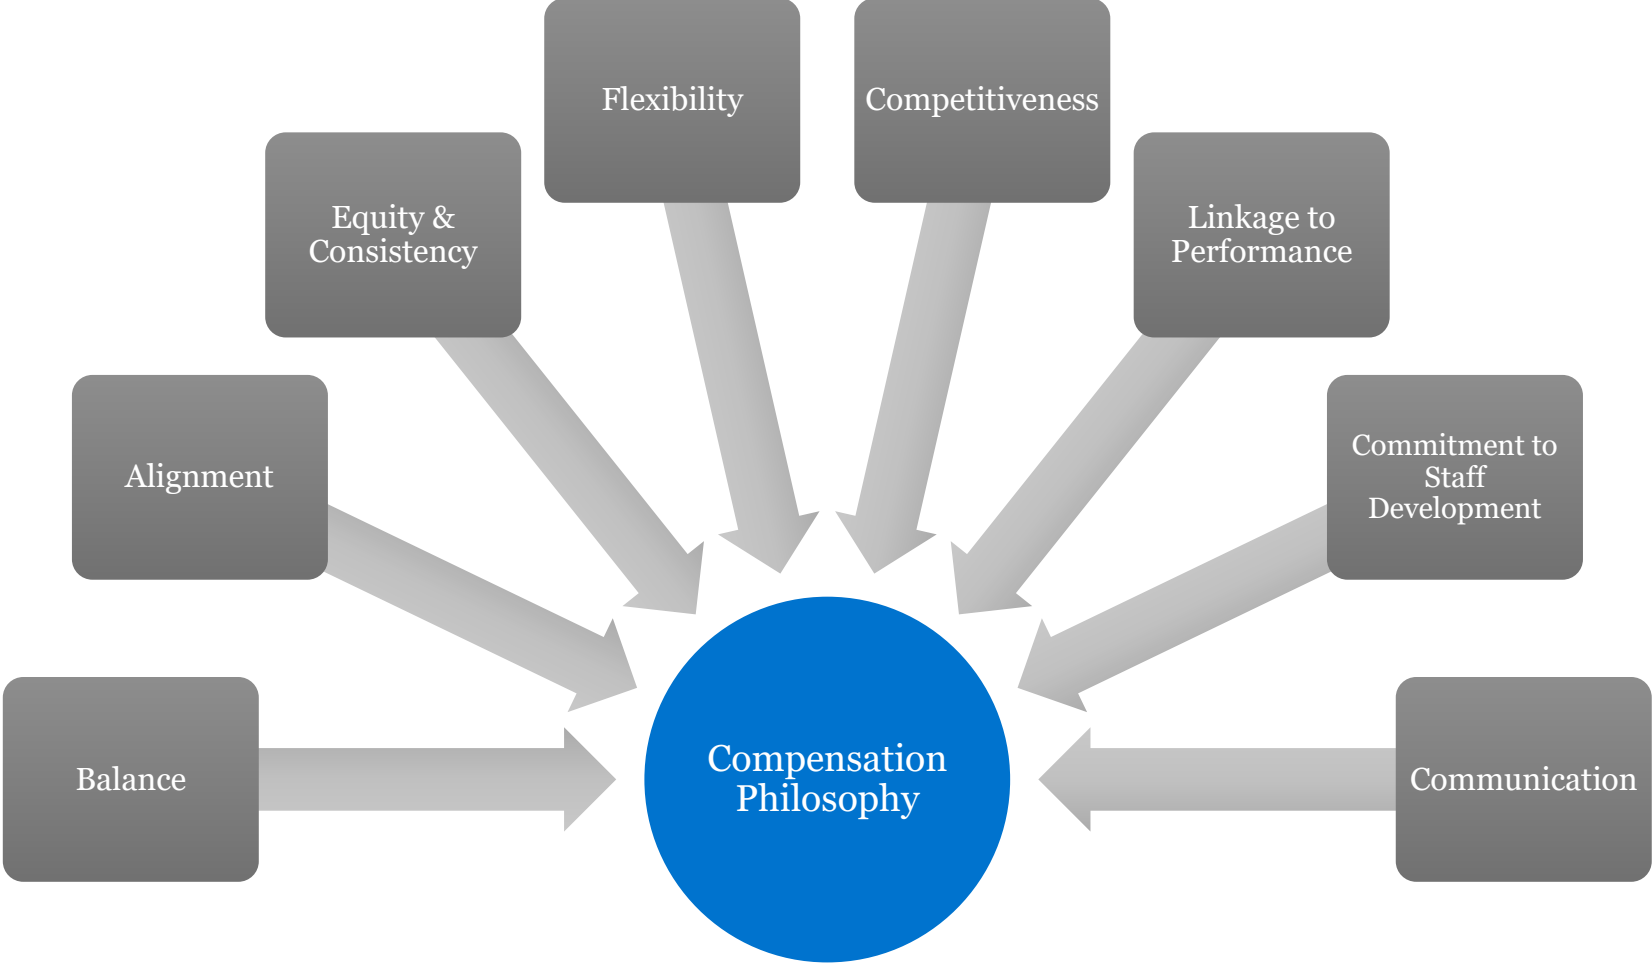 Flexibility
Competitiveness
Equity &
Consistency
Linkage to
Performance
Alignment
Commitment to
Staff
Development
Balance
Compensation
Philosophy
Communication